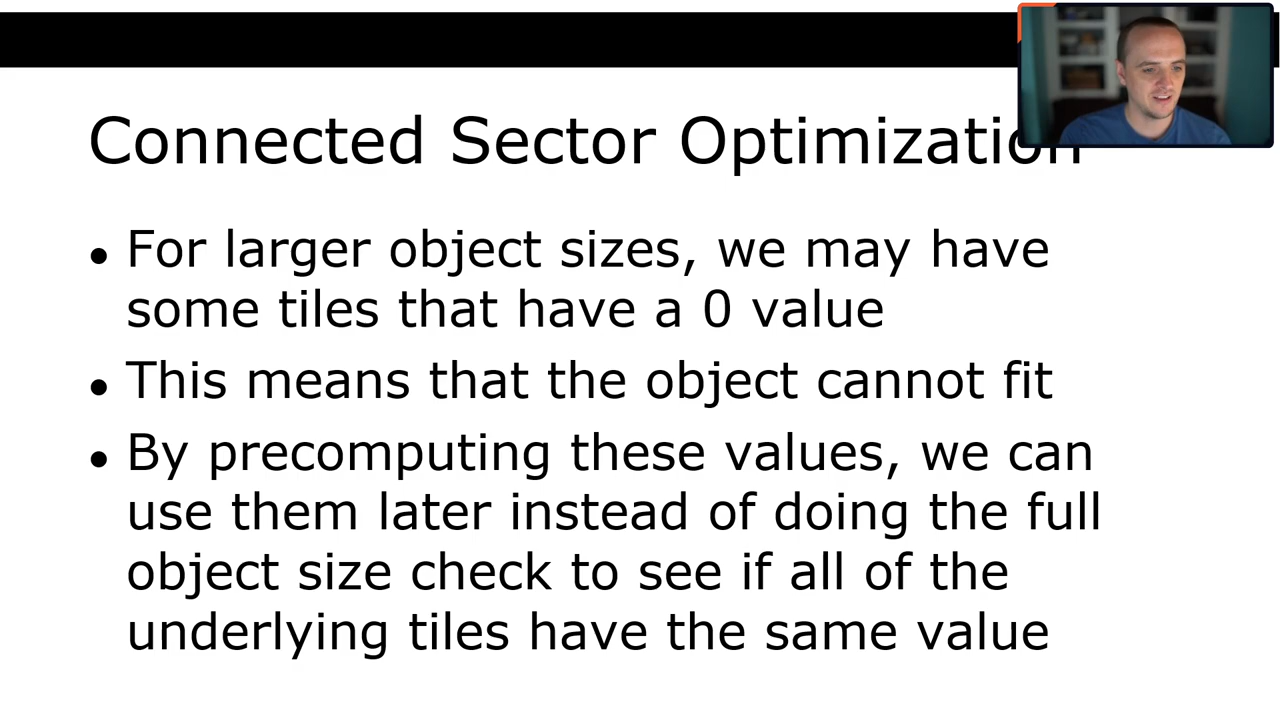 Connected Sector Optimization
• For larger object sizes, we may have
some tiles that have a 0 value
• This means that the object cannot fit
• By precomputing these values, we can
use them later instead of doing the full
object size check to see if all of the
underlying tiles have the same value